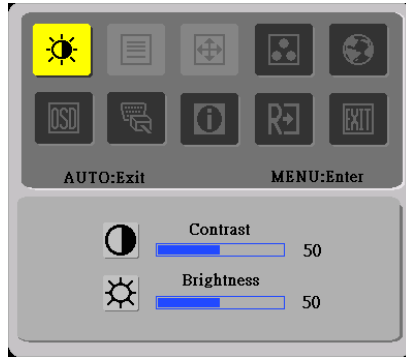 OSD i R EXIT
AUTO:Exit MENU:Enter
Contrast
50
Brightness
50